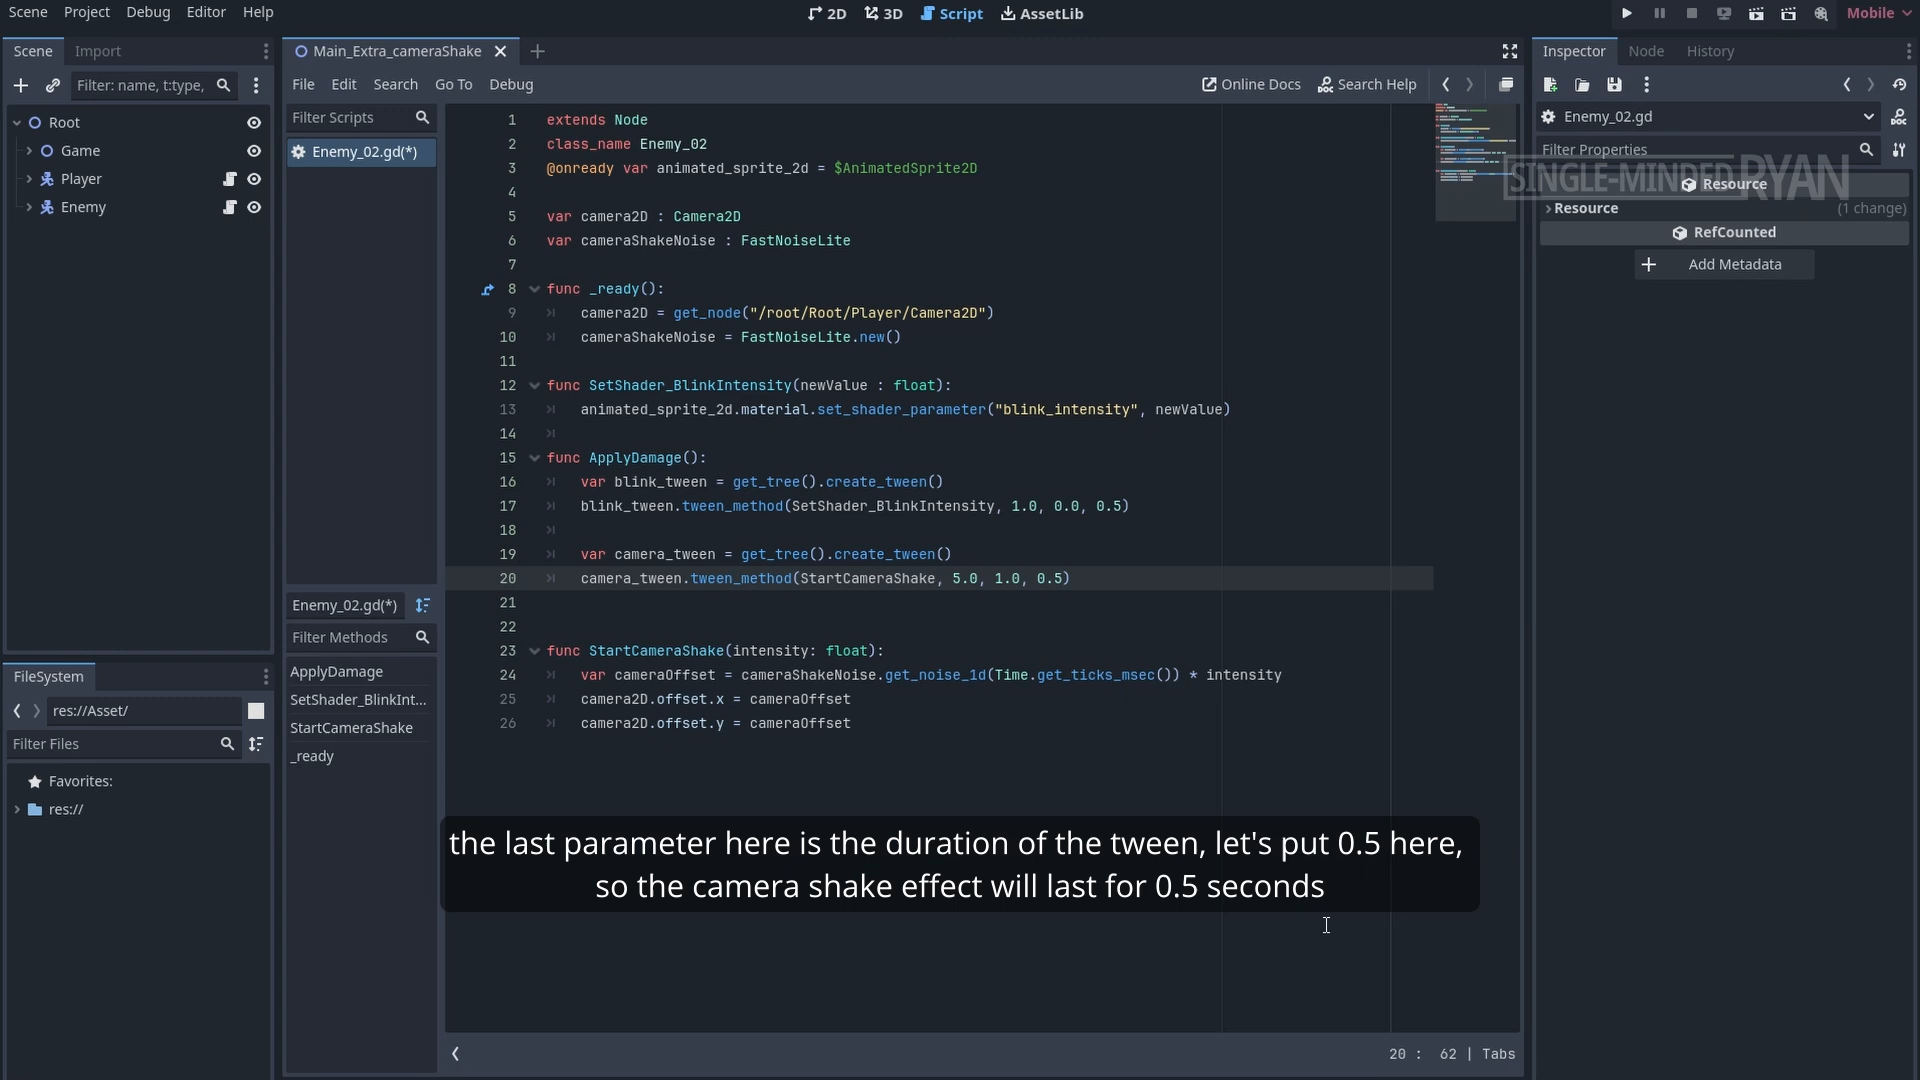 Scene Project Debug Editor Help
2D 3D Script AssetLib
Mobile
Scene Import
Filter: name, t:type,
Root
Game
Player
Enemy
FileSystem
res://Asset/
Filter Files
Favorites:
res://
Main_Extra_cameraShake
File Edit Search Go To Debug
Online Docs Search Help
Filter Scripts
Enemy_02.gd(*)
Enemy_02.gd(*)
Filter Methods
ApplyDamage
SetShader_BlinkInt...
StartCameraShake
_ready
1 extends Node
2 class_name Enemy_02
3 @onready var animated_sprite_2d = $AnimatedSprite2D
4
5 var camera2D : Camera2D
6 var cameraShakeNoise : FastNoiseLite
7
8 func _ready():
9 camera2D = get_node("/root/Root/Player/Camera2D")
10 cameraShakeNoise = FastNoiseLite.new()
11
12 func SetShader_BlinkIntensity(newValue : float):
13 animated_sprite_2d.material.set_shader_parameter("blink_intensity", newValue)
14
15 func ApplyDamage():
16 var blink_tween = get_tree().create_tween()
17 blink_tween.tween_method(SetShader_BlinkIntensity, 1.0, 0.0, 0.5)
18
19 var camera_tween = get_tree().create_tween()
20 camera_tween.tween_method(StartCameraShake, 5.0, 1.0, 0.5)
21
22
23 func StartCameraShake(intensity: float):
24 var cameraOffset = cameraShakeNoise.get_noise_1d(Time.get_ticks_msec()) * intensity
25 camera2D.offset.x = cameraOffset
26 camera2D.offset.y = cameraOffset
the last parameter here is the duration of the tween, let's put 0.5 here,
so the camera shake effect will last for 0.5 seconds
20 : 62 | Tabs
Inspector Node History
Enemy_02.gd
Filter Properties
SINGLE-MINDED RYAN
Resource
Resource (1 change)
RefCounted
Add Metadata